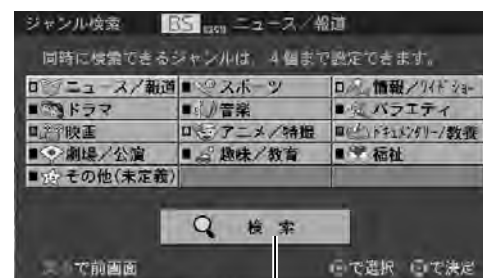 ジャンル検索 BS ニュース／報道
同時に検索できるジャンルは、4個まで設定できます。
ニュース／報道 スポーツ 情報／ワイドショー
ドラマ 音楽 バラエティ
映画 アニメ／特撮 ドキュメンタリー／教養
劇場／公演 趣味／教育 福祉
その他(未定義)
検 索
で前画面 で選択 で決定